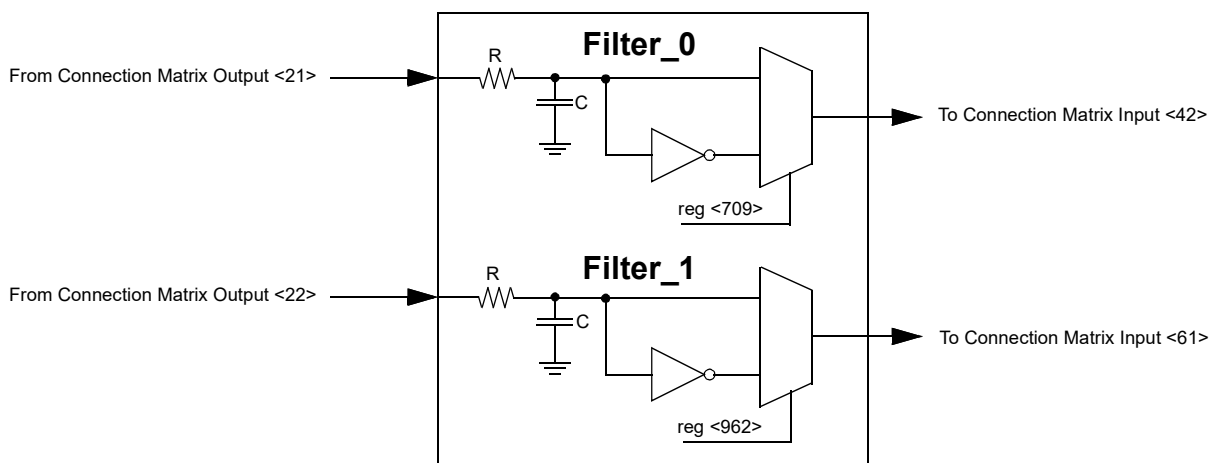 Filter_0
R
From Connection Matrix Output <21>
C
To Connection Matrix Input <42>
reg <709>
Filter_1
R
From Connection Matrix Output <22>
C
To Connection Matrix Input <61>
reg <962>